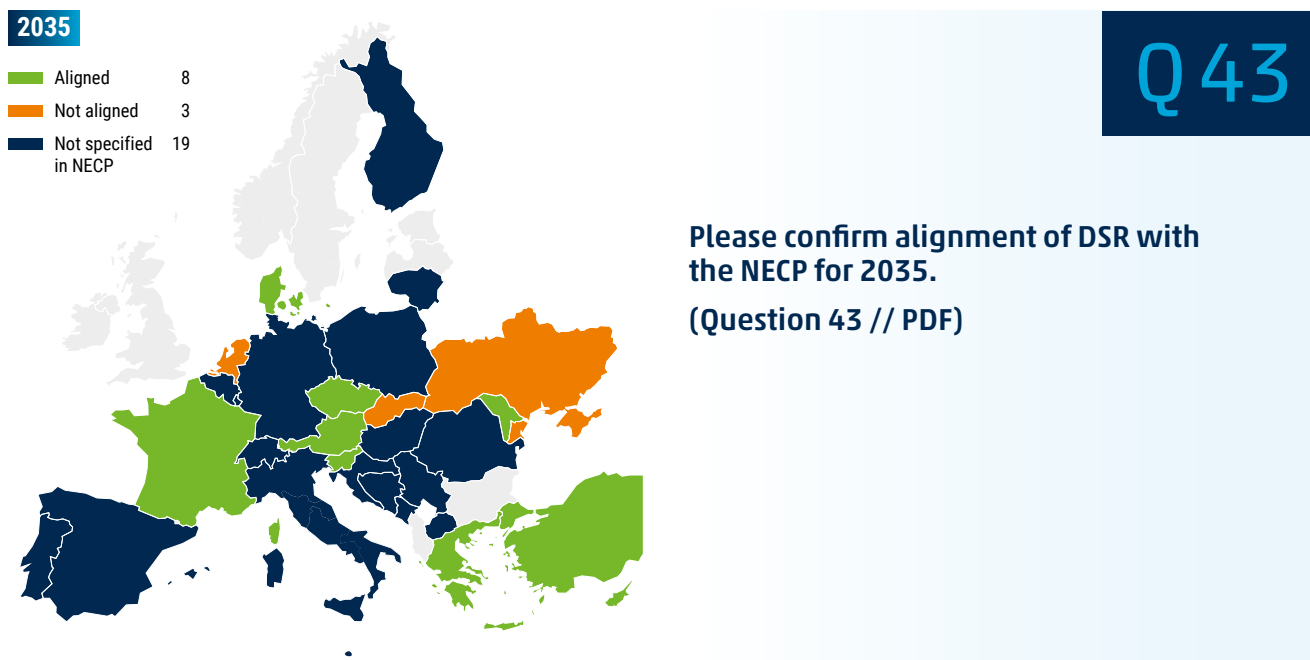 2035
Aligned 8
Not aligned 3
Not specified 19
in NECP
Q 43
Please confirm alignment of DSR with
the NECP for 2035.
(Question 43 // PDF)